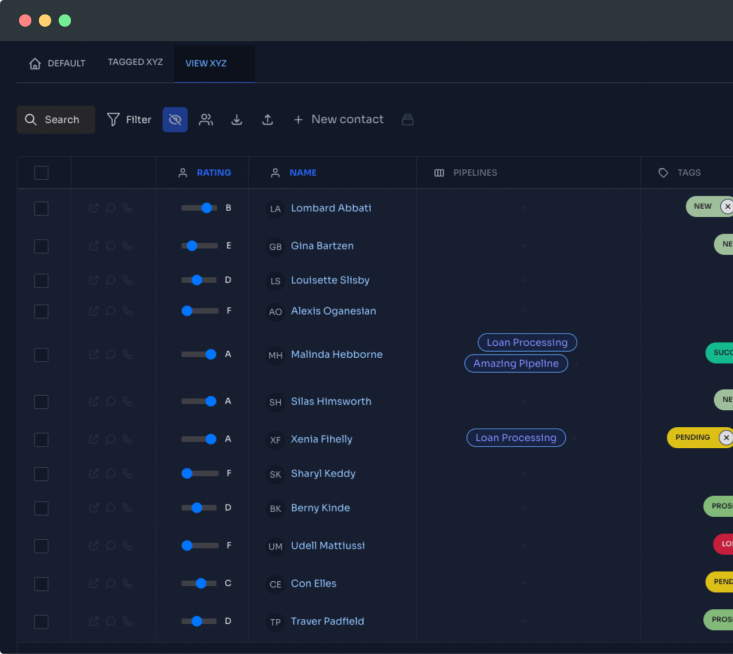 DEFAULT TAGGED XYZ VIEW XYZ
Search Filter + New contact
RATING NAME PIPELINES TAGS
B LA Lombard Abbati NEW
E GB Gina Bartzen NE
D LS Louisette Slisby
F AO Alexis Oganesian
Loan Processing
A MH Malinda Hebborne SUCC
Amazing Pipeline
A SH Silas Himsworth NE
A XF Xenia Fihelly Loan Processing PENDING
F SK Sharyl Keddy
D BK Berny Kinde PROS
F UM Udell Mattiussi LOS
C CE Con Elles PEND
D TP Traver Padfield PROS